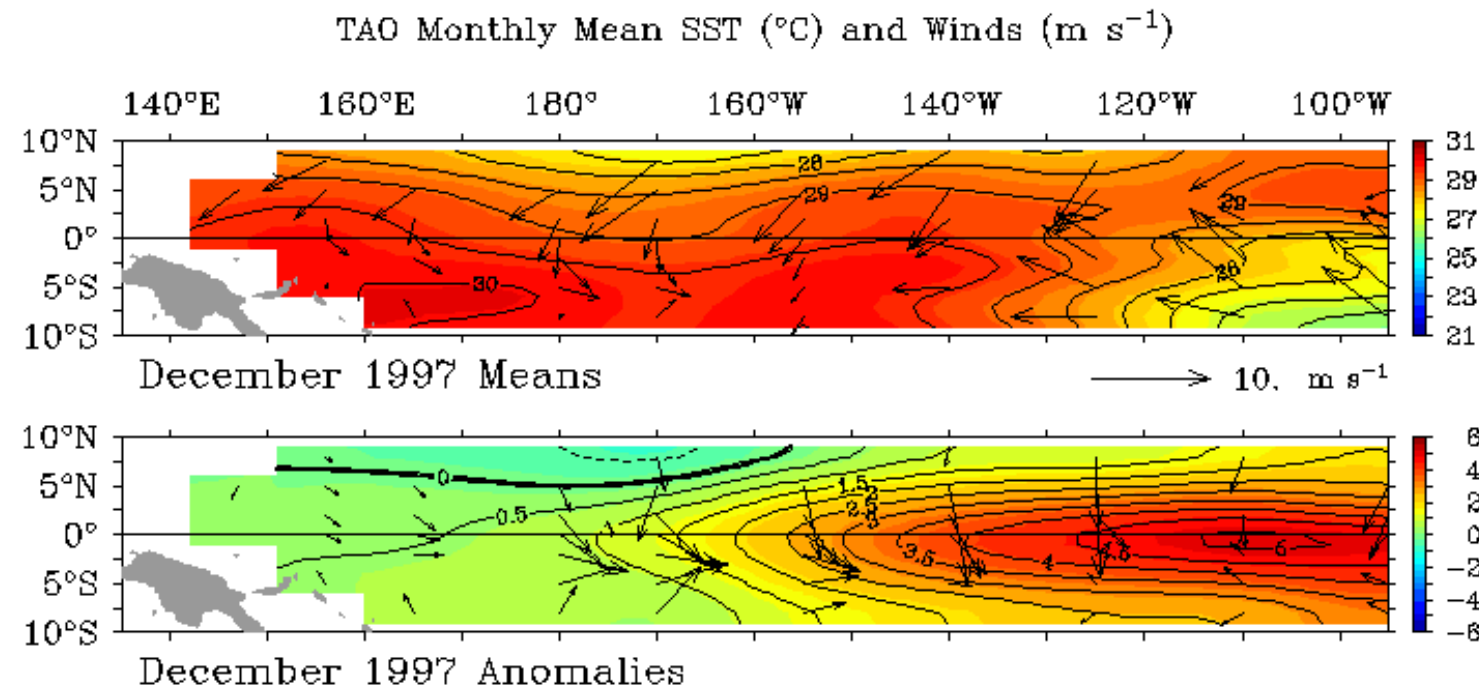 TAO Monthly Mean SST (°C) and Winds (m s⁻¹)
140°E 160°E 180° 160°W 140°W 120°W 100°W
10°N
5°N
0°
5°S
10°S
28
29
29
28
30
31
29
27
25
23
21
December 1997 Means
10. m s⁻¹
10°N
5°N
0°
5°S
10°S
0
0.5
1
1.5
2
3.5
4
6
6
4
2
0
−2
−4
−6
December 1997 Anomalies